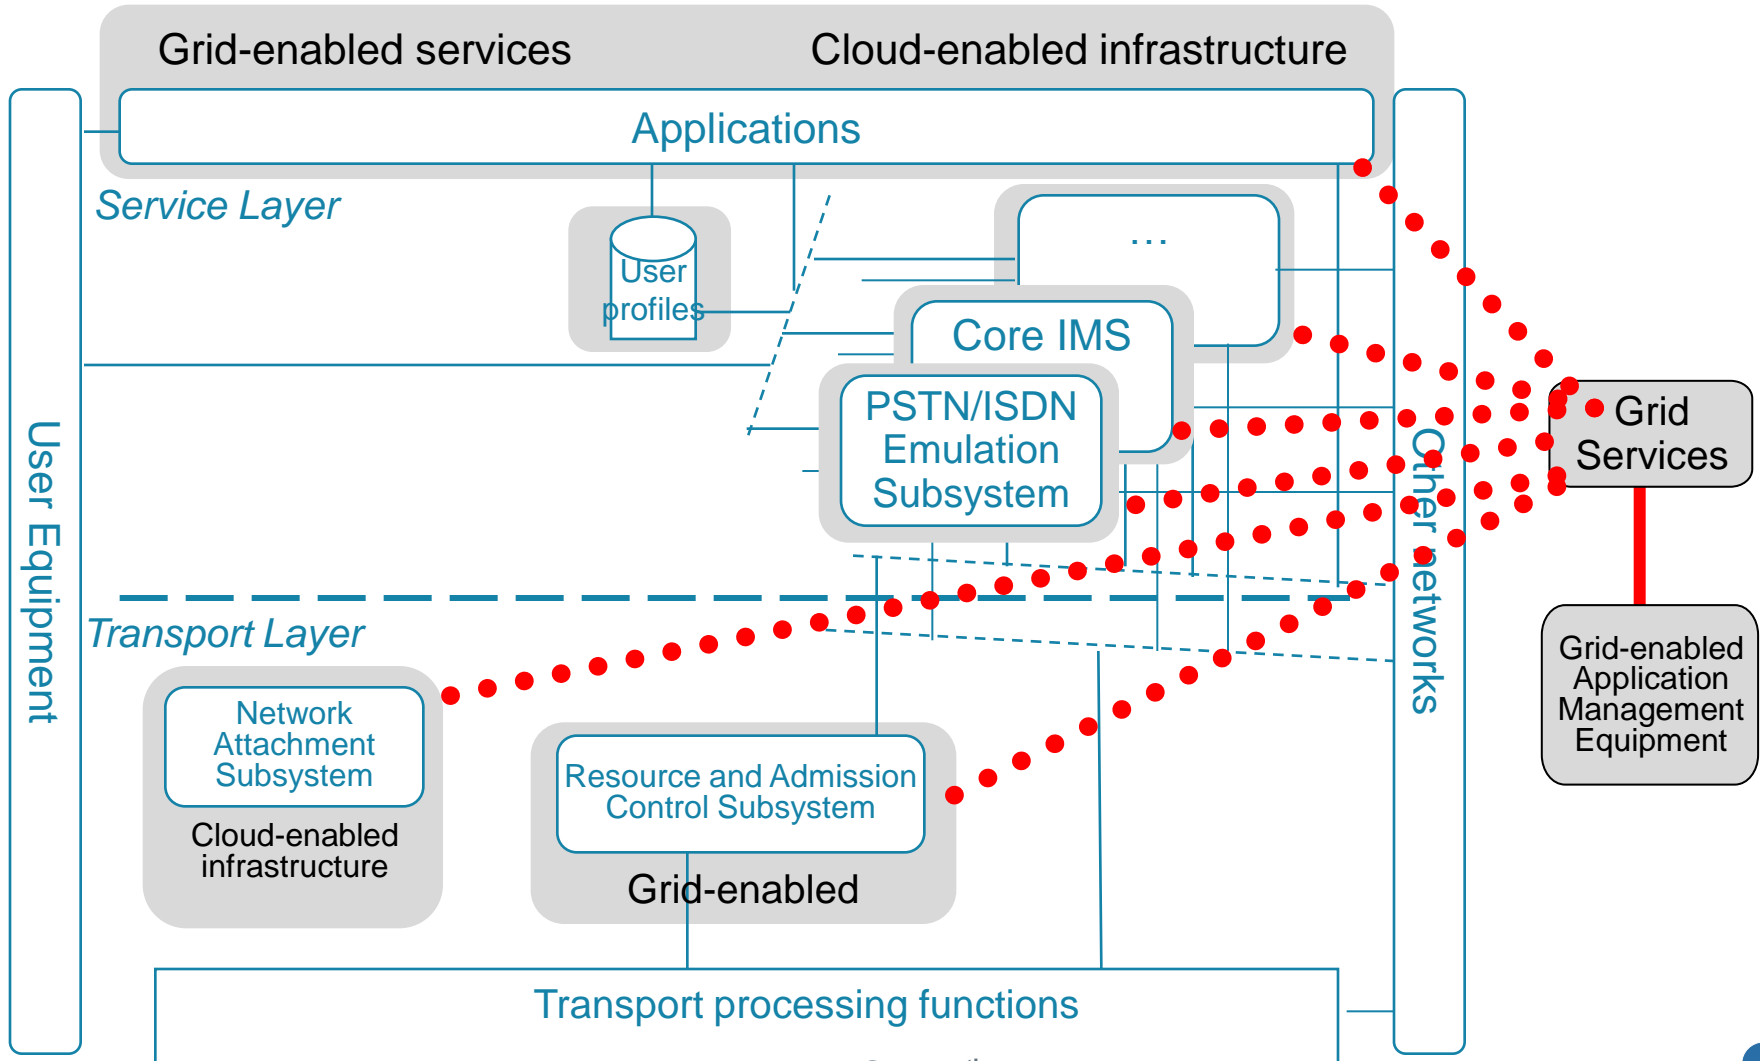 Grid-enabled services
Cloud-enabled infrastructure
Applications
Service Layer
User
profiles
...
Core IMS
PSTN/ISDN
Emulation
Subsystem
User Equipment
Other networks
Grid
Services
Transport Layer
Network
Attachment
Subsystem
Cloud-enabled
infrastructure
Resource and Admission
Control Subsystem
Grid-enabled
Grid-enabled
Application
Management
Equipment
Transport processing functions